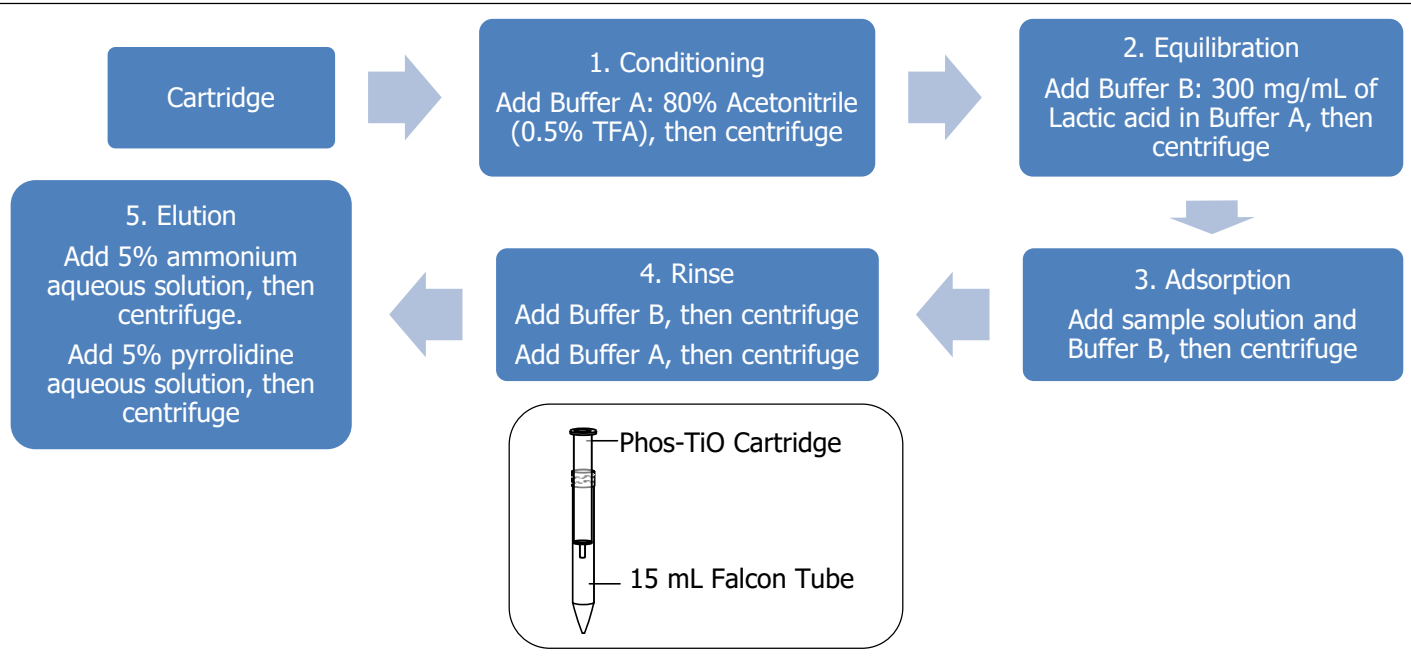 Cartridge
1. Conditioning
Add Buffer A: 80% Acetonitrile
(0.5% TFA), then centrifuge
2. Equilibration
Add Buffer B: 300 mg/mL of
Lactic acid in Buffer A, then
centrifuge
3. Adsorption
Add sample solution and
Buffer B, then centrifuge
4. Rinse
Add Buffer B, then centrifuge
Add Buffer A, then centrifuge
5. Elution
Add 5% ammonium
aqueous solution, then
centrifuge.
Add 5% pyrrolidine
aqueous solution, then
centrifuge
Phos-TiO Cartridge
15 mL Falcon Tube